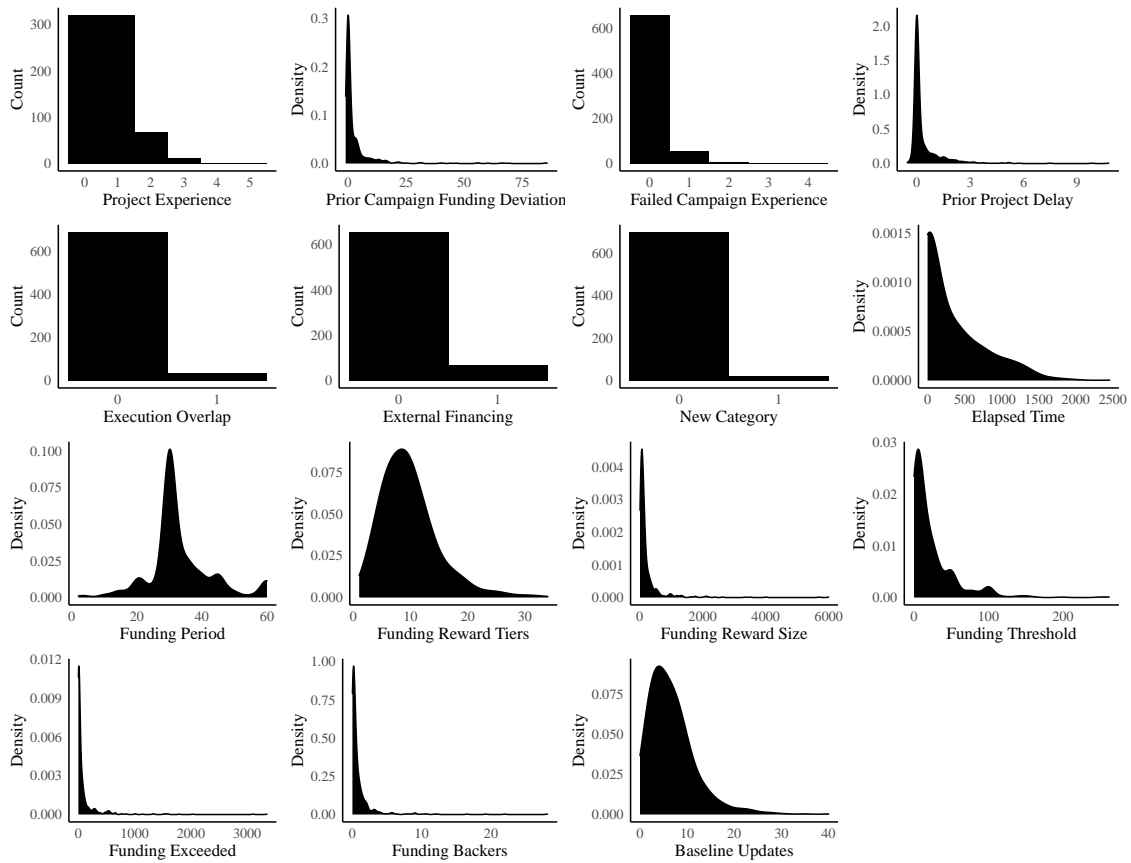 Count
300
200
100
0
0 1 2 3 4 5
Project Experience
Density
0.3
0.2
0.1
0.0
0 25 50 75
Prior Campaign Funding Deviation
Count
600
400
200
0
0 1 2 3 4
Failed Campaign Experience
Density
2.0
1.5
1.0
0.5
0.0
0 3 6 9
Prior Project Delay
Count
600
400
200
0
0 1
Execution Overlap
Count
600
400
200
0
0 1
External Financing
Count
600
400
200
0
0 1
New Category
Density
0.0015
0.0010
0.0005
0.0000
0 500 1000 1500 2000 2500
Elapsed Time
Density
0.100
0.075
0.050
0.025
0.000
20 40 60
Funding Period
Density
0.075
0.050
0.025
0.000
0 10 20 30
Funding Reward Tiers
Density
0.004
0.003
0.002
0.001
0.000
0 2000 4000 6000
Funding Reward Size
Density
0.03
0.02
0.01
0.00
0 100 200
Funding Threshold
Density
0.012
0.009
0.006
0.003
0.000
0 1000 2000 3000
Funding Exceeded
Density
1.00
0.75
0.50
0.25
0.00
0 10 20
Funding Backers
Density
0.075
0.050
0.025
0.000
0 10 20 30 40
Baseline Updates